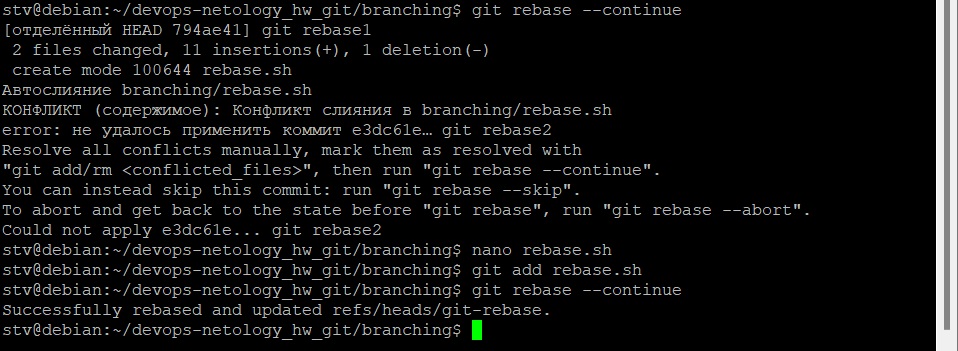 stv@debian:~/devops-netology_hw_git/branching$ git rebase --continue
[отделённый HEAD 794ae41] git rebase1
 2 files changed, 11 insertions(+), 1 deletion(-)
 create mode 100644 rebase.sh
Автослияние branching/rebase.sh
КОНФЛИКТ (содержимое): Конфликт слияния в branching/rebase.sh
error: не удалось применить коммит e3dc61e… git rebase2
Resolve all conflicts manually, mark them as resolved with
"git add/rm <conflicted_files>", then run "git rebase --continue".
You can instead skip this commit: run "git rebase --skip".
To abort and get back to the state before "git rebase", run "git rebase --abort".
Could not apply e3dc61e... git rebase2
stv@debian:~/devops-netology_hw_git/branching$ nano rebase.sh
stv@debian:~/devops-netology_hw_git/branching$ git add rebase.sh
stv@debian:~/devops-netology_hw_git/branching$ git rebase --continue
Successfully rebased and updated refs/heads/git-rebase.
stv@debian:~/devops-netology_hw_git/branching$